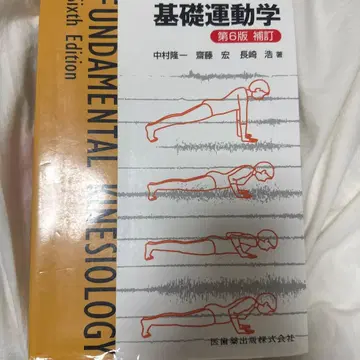 FUNDAMENTAL KINESIOLOGY
Sixth Edition
基礎運動学
第6版 補訂
中村隆一 齋藤 宏 長崎 浩 著
医歯薬出版株式会社